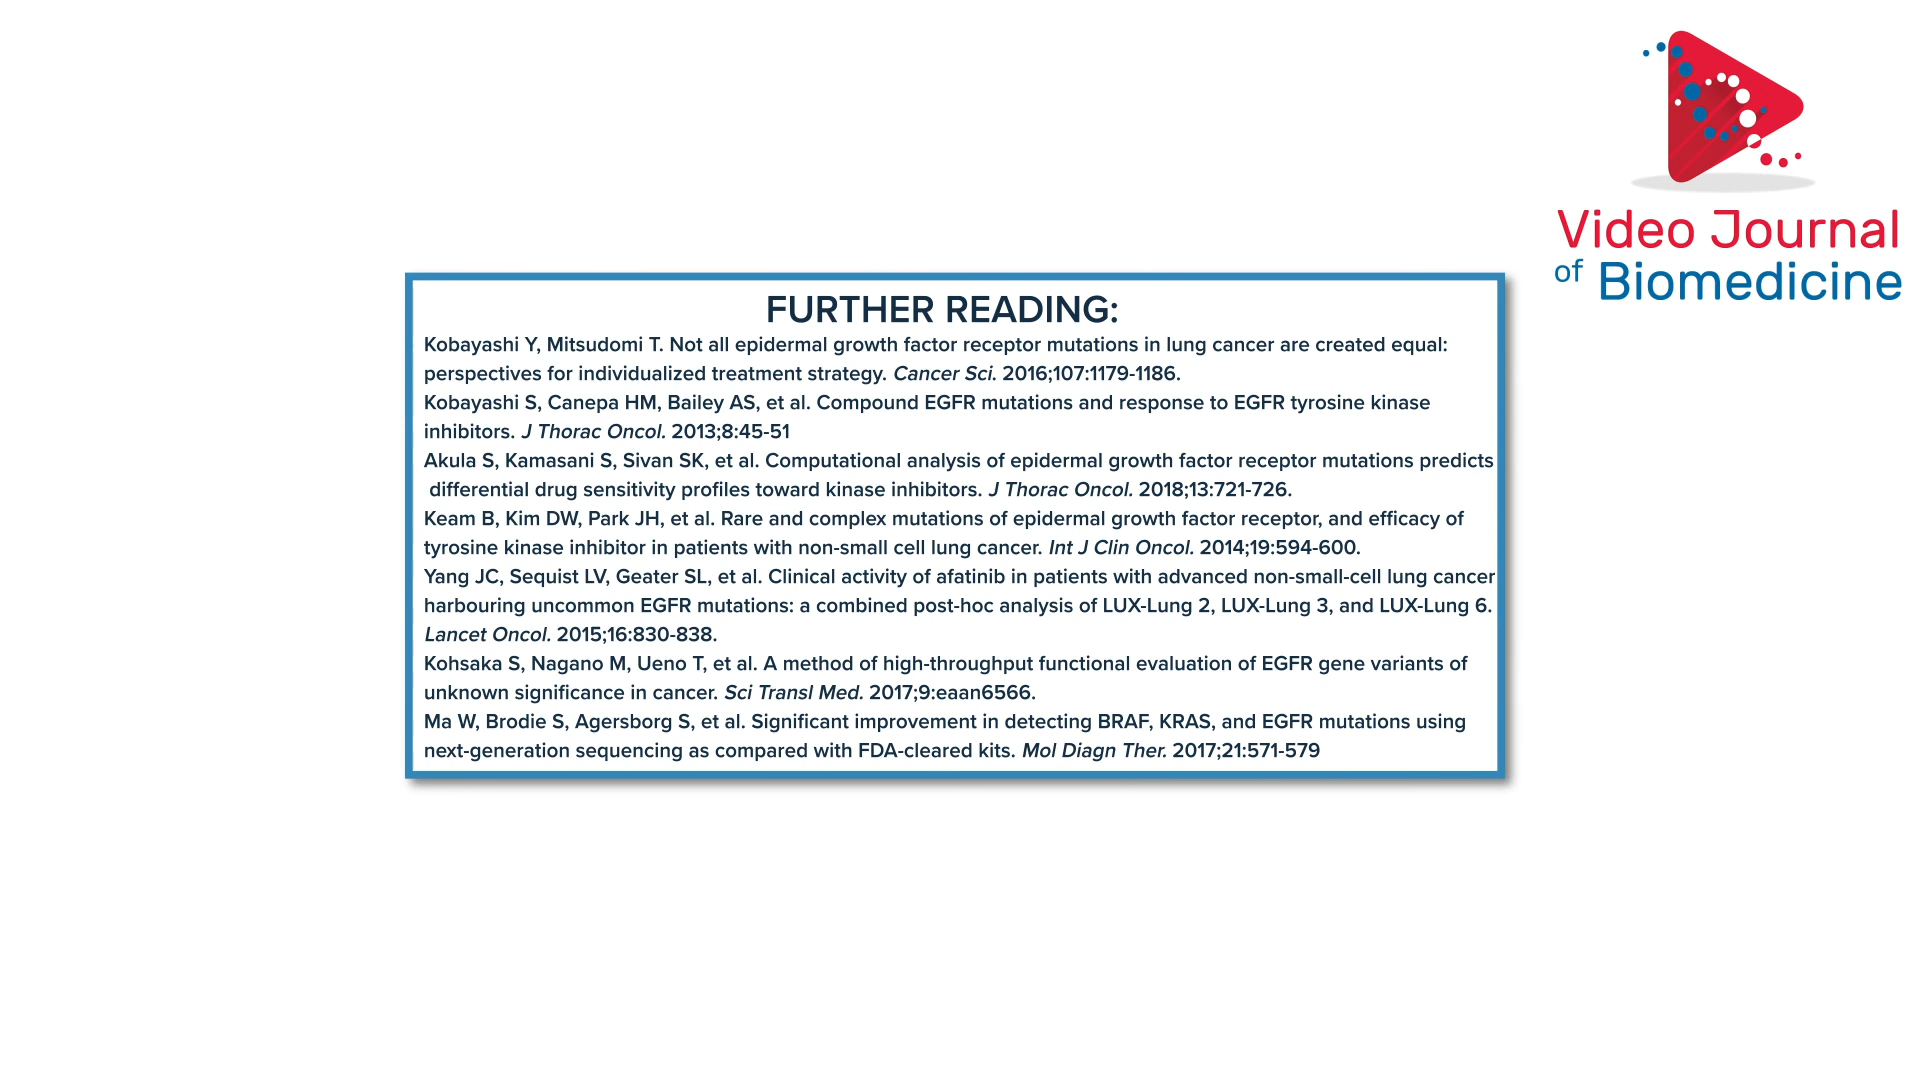 Video Journal
of Biomedicine
FURTHER READING:
Kobayashi Y, Mitsudomi T. Not all epidermal growth factor receptor mutations in lung cancer are created equal:
perspectives for individualized treatment strategy. Cancer Sci. 2016;107:1179-1186.
Kobayashi S, Canepa HM, Bailey AS, et al. Compound EGFR mutations and response to EGFR tyrosine kinase
inhibitors. J Thorac Oncol. 2013;8:45-51
Akula S, Kamasani S, Sivan SK, et al. Computational analysis of epidermal growth factor receptor mutations predicts
differential drug sensitivity profiles toward kinase inhibitors. J Thorac Oncol. 2018;13:721-726.
Keam B, Kim DW, Park JH, et al. Rare and complex mutations of epidermal growth factor receptor, and efficacy of
tyrosine kinase inhibitor in patients with non-small cell lung cancer. Int J Clin Oncol. 2014;19:594-600.
Yang JC, Sequist LV, Geater SL, et al. Clinical activity of afatinib in patients with advanced non-small-cell lung cancer
harbouring uncommon EGFR mutations: a combined post-hoc analysis of LUX-Lung 2, LUX-Lung 3, and LUX-Lung 6.
Lancet Oncol. 2015;16:830-838.
Kohsaka S, Nagano M, Ueno T, et al. A method of high-throughput functional evaluation of EGFR gene variants of
unknown significance in cancer. Sci Transl Med. 2017;9:eaan6566.
Ma W, Brodie S, Agersborg S, et al. Significant improvement in detecting BRAF, KRAS, and EGFR mutations using
next-generation sequencing as compared with FDA-cleared kits. Mol Diagn Ther. 2017;21:571-579